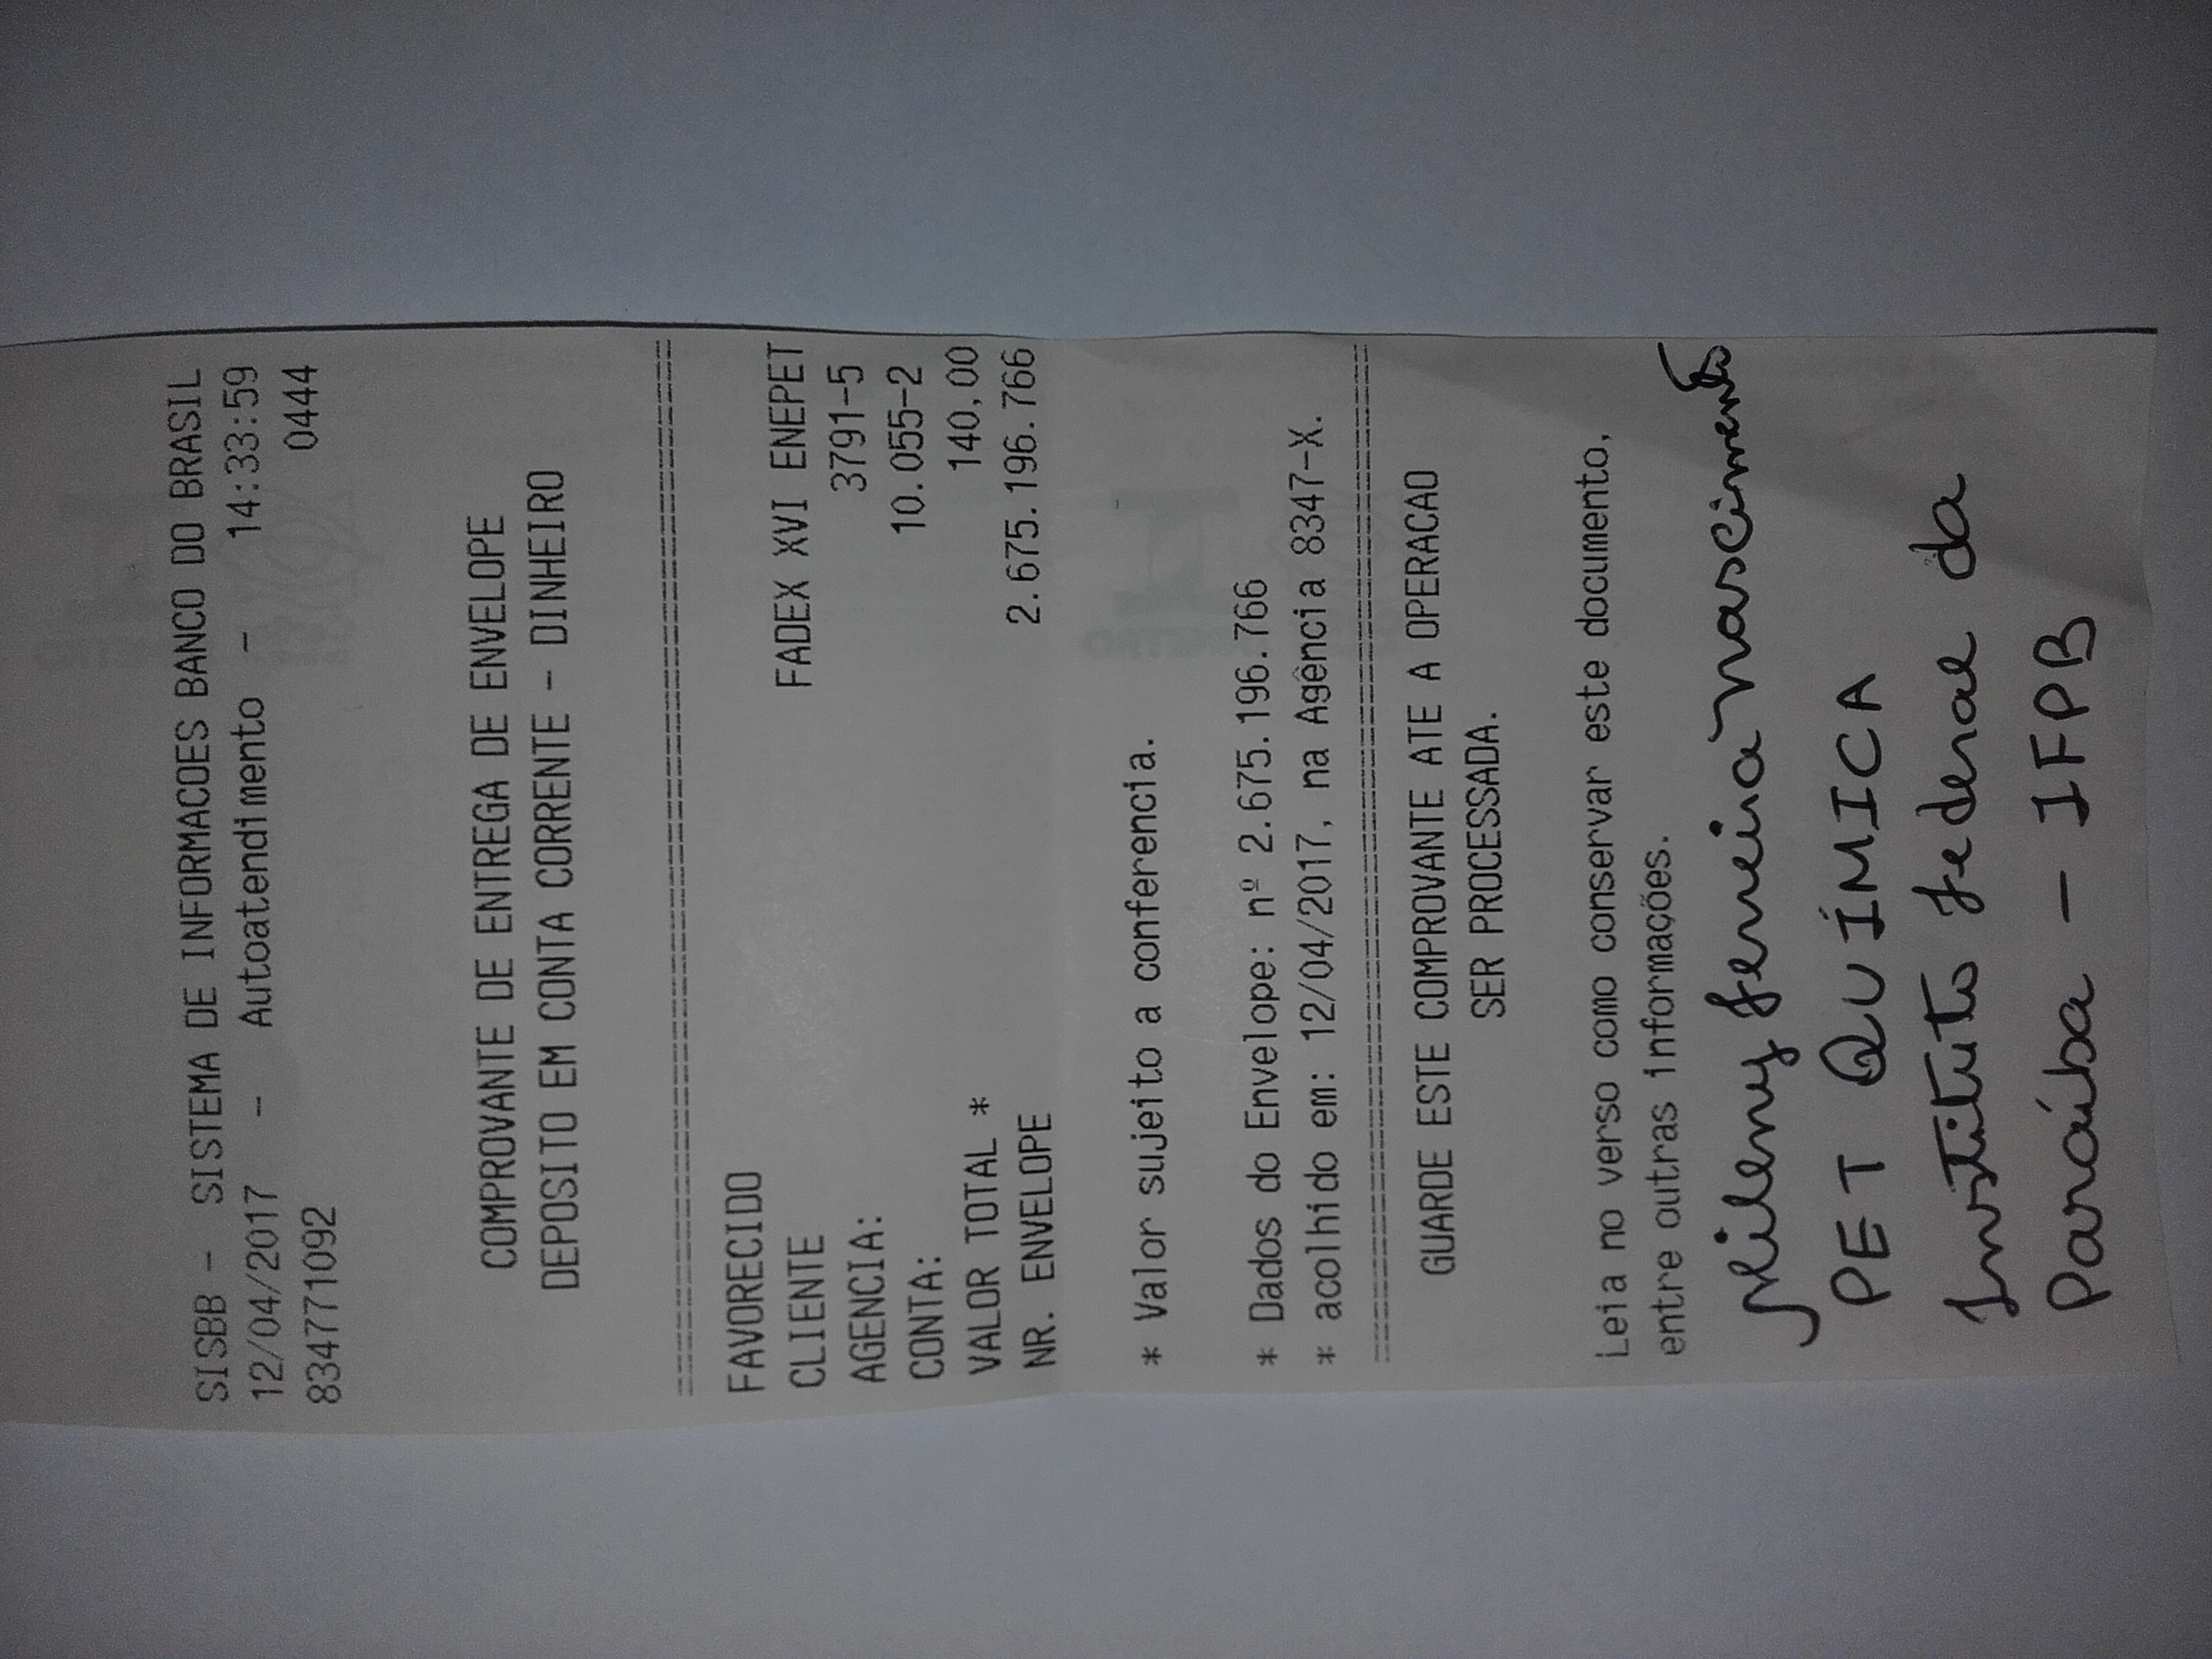 SISBB - SISTEMA DE INFORMACOES BANCO DO BRASIL
12/04/2017 - Autoatendimento - 14:33:59
834771092 0444
COMPROVANTE DE ENTREGA DE ENVELOPE
DEPOSITO EM CONTA CORRENTE - DINHEIRO
FAVORECIDO
CLIENTE FADEX XVI ENEPET
AGENCIA: 3791-5
CONTA: 10.055-2
VALOR TOTAL * 140,00
NR. ENVELOPE 2.675.196.766
* Valor sujeito a conferencia.
* Dados do Envelope: nº 2.675.196.766
* acolhido em: 12/04/2017, na Agência 8347-X.
GUARDE ESTE COMPROVANTE ATE A OPERACAO
SER PROCESSADA.
Leia no verso como conservar este documento,
entre outras informações.
Ferreira Nascimento
PET QUÍMICA
Instituto Federal da
Paraíba - IFPB